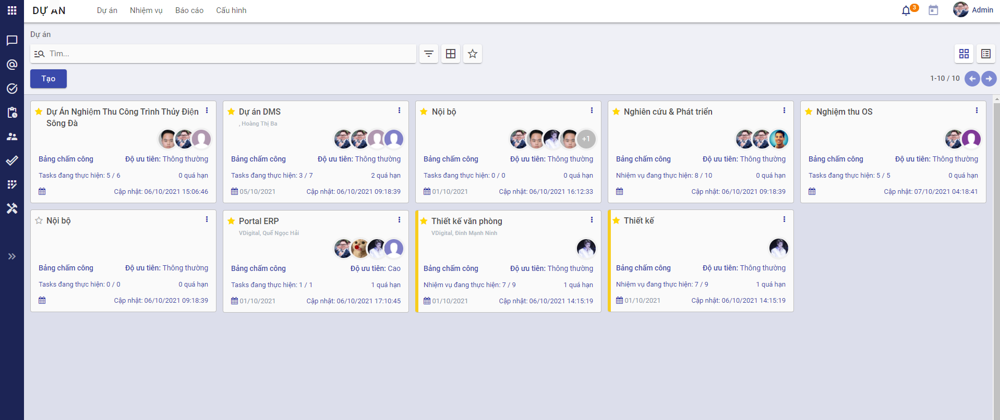 DỰ ÁN
Dự án Nhiệm vụ Báo cáo Cấu hình
3
Admin
Dự án
Tìm...
Tạo
1-10 / 10
Dự Án Nghiệm Thu Công Trình Thủy Điện
Sông Đà
Bảng chấm công Độ ưu tiên: Thông thường
Tasks đang thực hiện: 5 / 6 0 quá hạn
Cập nhật: 06/10/2021 15:06:46
Dự án DMS
, Hoàng Thị Ba
Bảng chấm công Độ ưu tiên: Thông thường
Tasks đang thực hiện: 3 / 7 2 quá hạn
05/10/2021 Cập nhật: 06/10/2021 09:18:39
Nội bộ
+1
Bảng chấm công Độ ưu tiên: Thông thường
Tasks đang thực hiện: 0 / 0 0 quá hạn
01/10/2021 Cập nhật: 06/10/2021 16:12:33
Nghiên cứu & Phát triển
Bảng chấm công Độ ưu tiên: Thông thường
Nhiệm vụ đang thực hiện: 8 / 10 0 quá hạn
Cập nhật: 06/10/2021 09:18:39
Nghiệm thu OS
Bảng chấm công Độ ưu tiên: Thông thường
Tasks đang thực hiện: 5 / 5 0 quá hạn
Cập nhật: 07/10/2021 04:18:41
Nội bộ
Bảng chấm công Độ ưu tiên: Thông thường
Tasks đang thực hiện: 0 / 0 0 quá hạn
Cập nhật: 06/10/2021 09:18:39
Portal ERP
VDigital, Quế Ngọc Hải
Bảng chấm công Độ ưu tiên: Cao
Tasks đang thực hiện: 1 / 1 1 quá hạn
01/10/2021 Cập nhật: 06/10/2021 17:10:45
Thiết kế văn phòng
VDigital, Đinh Mạnh Ninh
Bảng chấm công Độ ưu tiên: Thông thường
Nhiệm vụ đang thực hiện: 7 / 9 1 quá hạn
01/10/2021 Cập nhật: 06/10/2021 14:15:19
Thiết kế
Bảng chấm công Độ ưu tiên: Thông thường
Nhiệm vụ đang thực hiện: 7 / 9 1 quá hạn
01/10/2021 Cập nhật: 06/10/2021 14:15:19